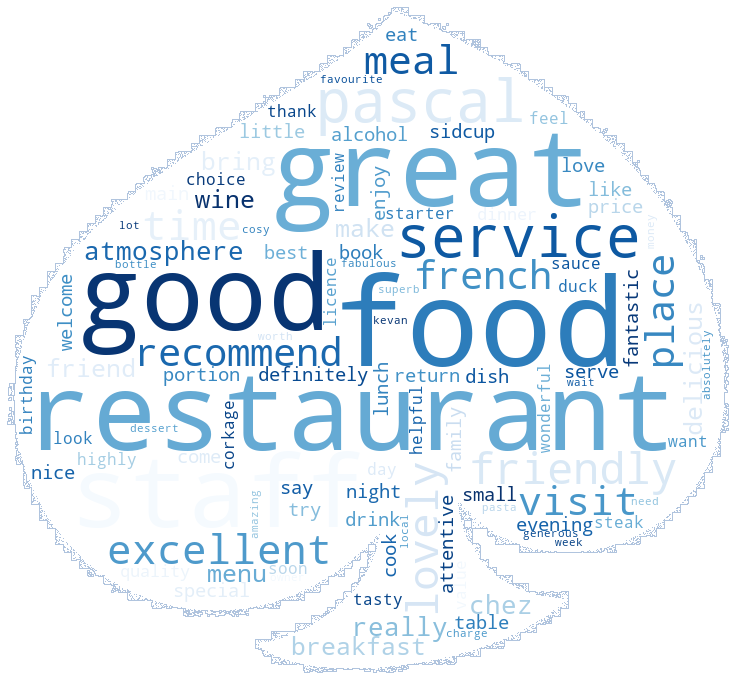 eat
meal
favourite
pascal
thank
feel
little
alcohol
sidcup
great
bring
review
love
choice
enjoy
main
wine
like
starter
dinner
price
lot
time
cosy
make
service
money
atmosphere
best
book
sauce
bottle
fabulous
french
good
food
licence
superb
duck
fantastic
place
welcome
kevan
worth
recommend
delicious
absolutely
friend
portion
definitely
lunch
return
dish
serve
wait
birthday
restaurant
wonderful
dessert
corkage
helpful
family
look
want
highly
come
nice
day
staff
friendly
say
night
small
visit
amazing
try
lovely
attentive
pasta
need
drink
local
evening
steak
generous
week
excellent
cook
quality
menu
soon
special
tasty
chez
really
table
charge
breakfast